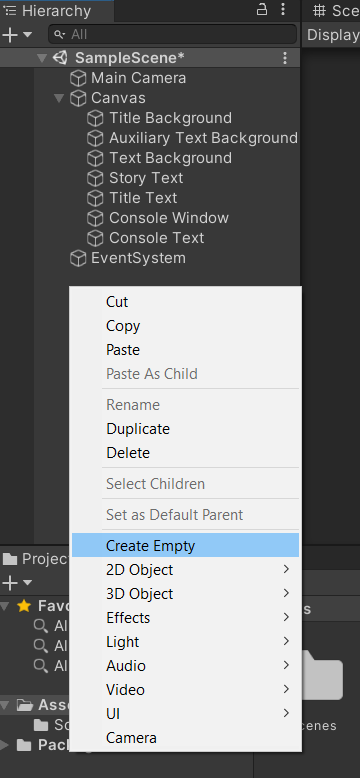 Hierarchy
All
SampleScene*
Main Camera
Canvas
Title Background
Auxiliary Text Background
Text Background
Story Text
Title Text
Console Window
Console Text
EventSystem
Sce
Display
Cut
Copy
Paste
Paste As Child
Rename
Duplicate
Delete
Select Children
Set as Default Parent
Create Empty
2D Object
3D Object
Effects
Light
Audio
Video
UI
Camera
Project
Favo
Al
Al
Al
Asse
Sc
Pack
s
cenes